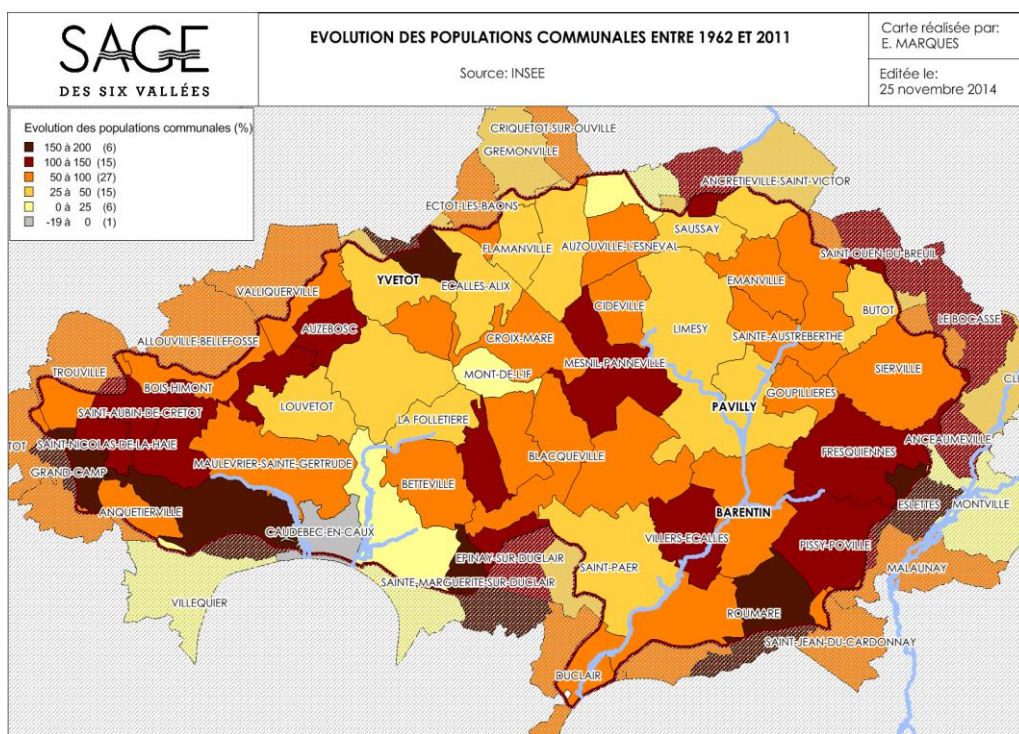 SAGE
DES SIX VALLÉES
EVOLUTION DES POPULATIONS COMMUNALES ENTRE 1962 ET 2011
Source: INSEE
Carte réalisée par:
E. MARQUES
Editée le:
25 novembre 2014
Evolution des populations communales (%)
150 à 200 (6)
100 à 150 (15)
50 à 100 (27)
25 à 50 (15)
0 à 25 (6)
-19 à 0 (1)
CRIQUETOT-SUR-OUVILLE
GREMONVILLE
ANCRETIEVILLE-SAINT-VICTOR
ECTOT-LES-BAONS
SAUSSAY
FLAMANVILLE
AUZOUVILLE-L'ESNEVAL
SAINT-OUEN-DU-BREUIL
YVETOT
ECALLES-ALIX
EMANVILLE
VALLIQUERVILLE
CIDEVILLE
BUTOT
LE BOCASSE
AUZEBOSC
LIMESY
CROIX-MARE
SAINTE-AUSTREBERTHE
ALLOUVILLE-BELLEFOSSE
MESNIL-PANNEVILLE
SIERVILLE
TROUVILLE
MONT-DE-L'IF
CL
BOIS-HIMONT
GOUPILLIERES
LOUVETOT
PAVILLY
SAINT-AUBIN-DE-CRETOT
LA FOLLETIERE
TOT
SAINT-NICOLAS-DE-LA-HAIE
ANCEAUMEVILLE
FRESQUIENNES
BLACQUEVILLE
MAULEVRIER-SAINTE-GERTRUDE
GRAND-CAMP
BETTEVILLE
ESLETTES
MONTVILLE
ANQUETIERVILLE
BARENTIN
CAUDEBEC-EN-CAUX
VILLERS-ECALLES
PISSY-POVILLE
EPINAY-SUR-DUCLAIR
SAINT-PAER
MALAUNAY
SAINTE-MARGUERITE-SUR-DUCLAIR
VILLEQUIER
ROUMARE
SAINT-JEAN-DU-CARDONNAY
DUCLAIR